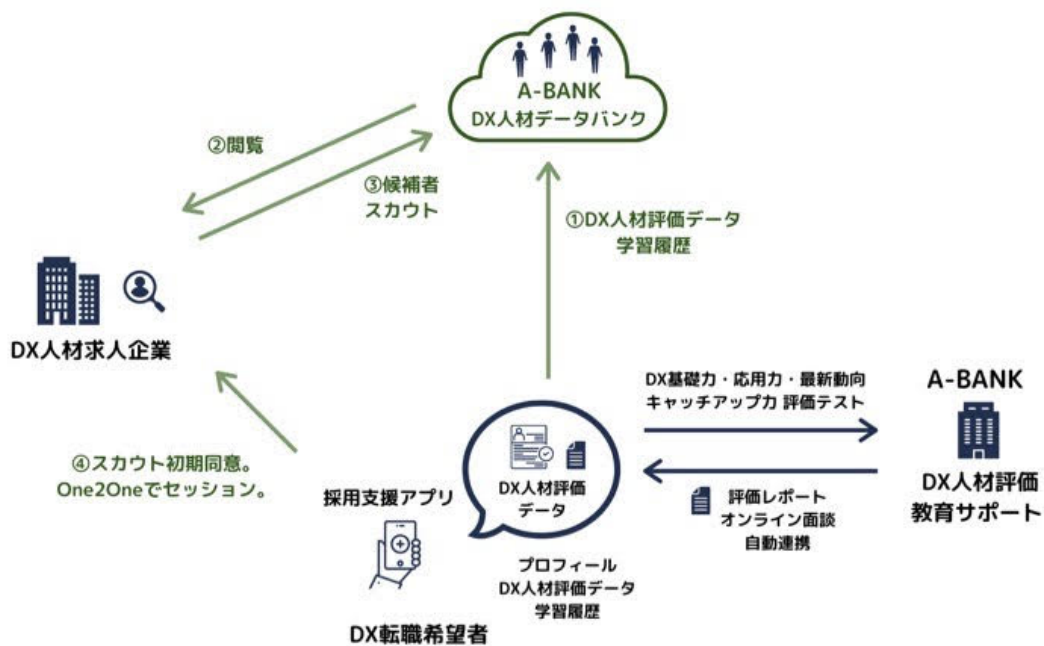 A-BANK
DX人材データバンク
②閲覧
③候補者
スカウト
①DX人材評価データ
学習履歴
DX人材求人企業
DX基礎力・応用力・最新動向
キャッチアップ力 評価テスト
A-BANK
DX人材評価
教育サポート
④スカウト初期同意。
One2Oneでセッション。
採用支援アプリ
DX人材評価
データ
評価レポート
オンライン面談
自動連携
プロフィール
DX人材評価データ
学習履歴
DX転職希望者